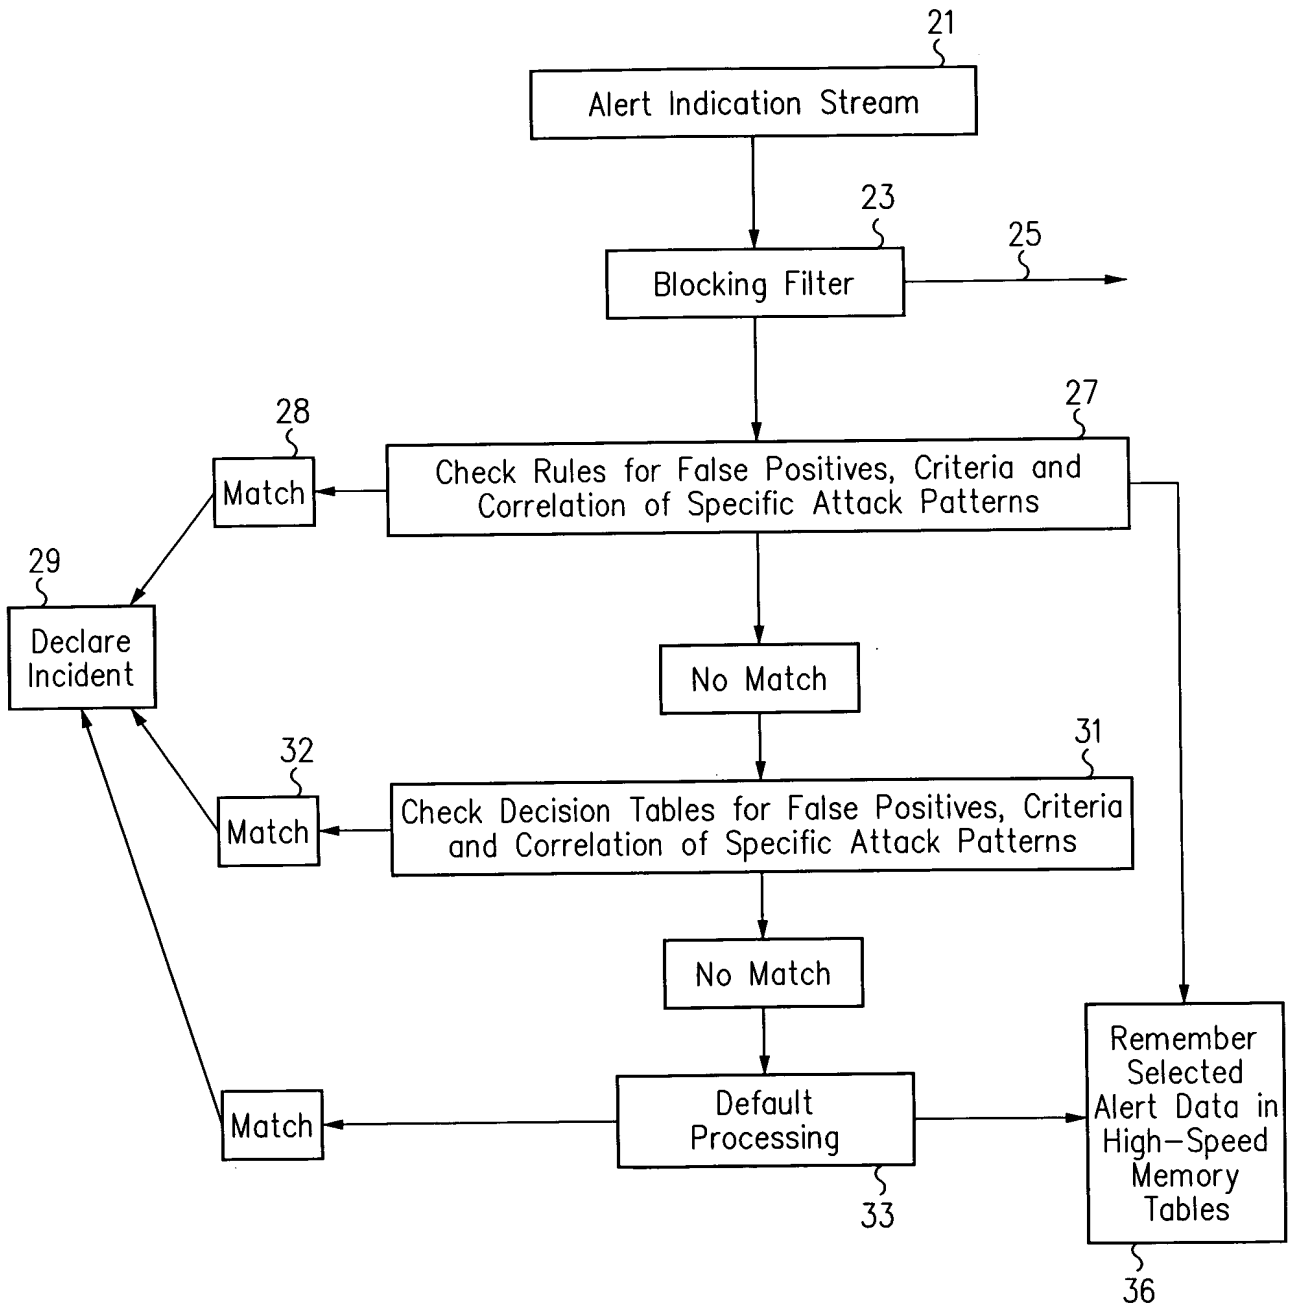 21
Alert Indication Stream
23
25
Blocking Filter
27
28
Check Rules for False Positives, Criteria and
Correlation of Specific Attack Patterns
Match
29
Declare
Incident
No Match
31
32
Check Decision Tables for False Positives, Criteria
and Correlation of Specific Attack Patterns
Match
No Match
Remember
Selected
Alert Data in
High-Speed
Memory
Tables
Default
Processing
Match
33
36